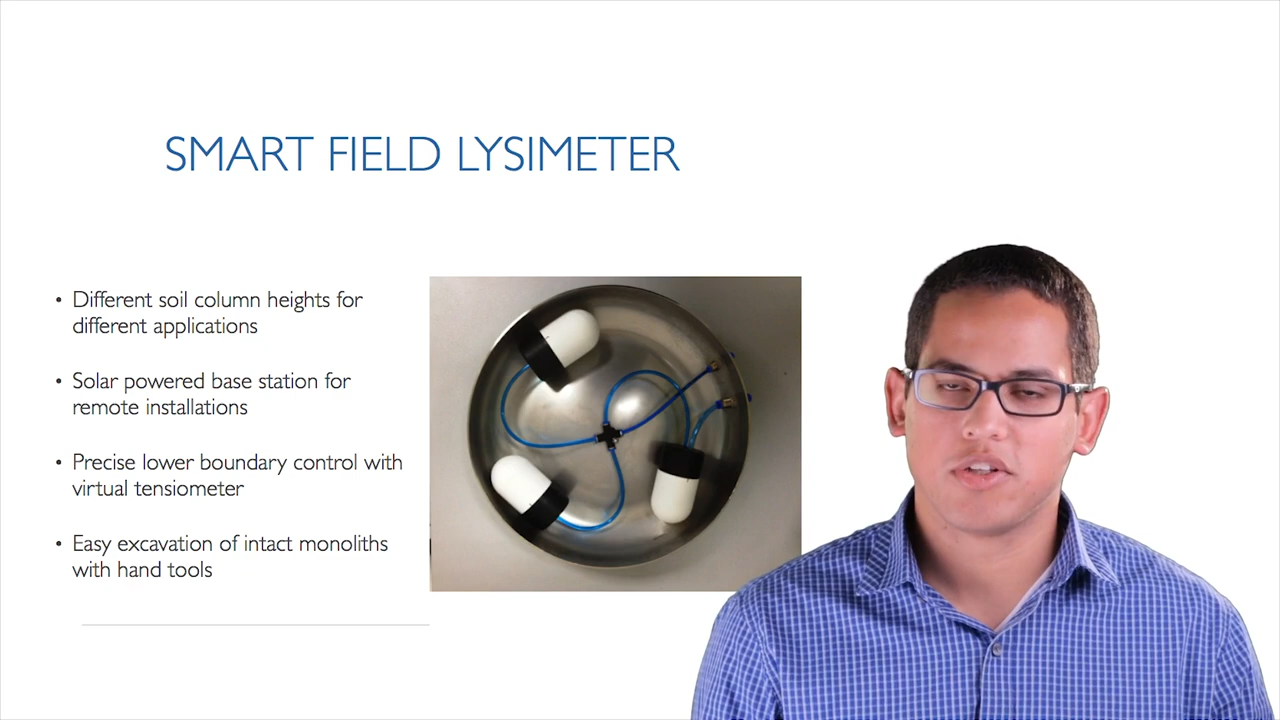 SMART FIELD LYSIMETER
• Different soil column heights for
different applications
• Solar powered base station for
remote installations
• Precise lower boundary control with
virtual tensiometer
• Easy excavation of intact monoliths
with hand tools